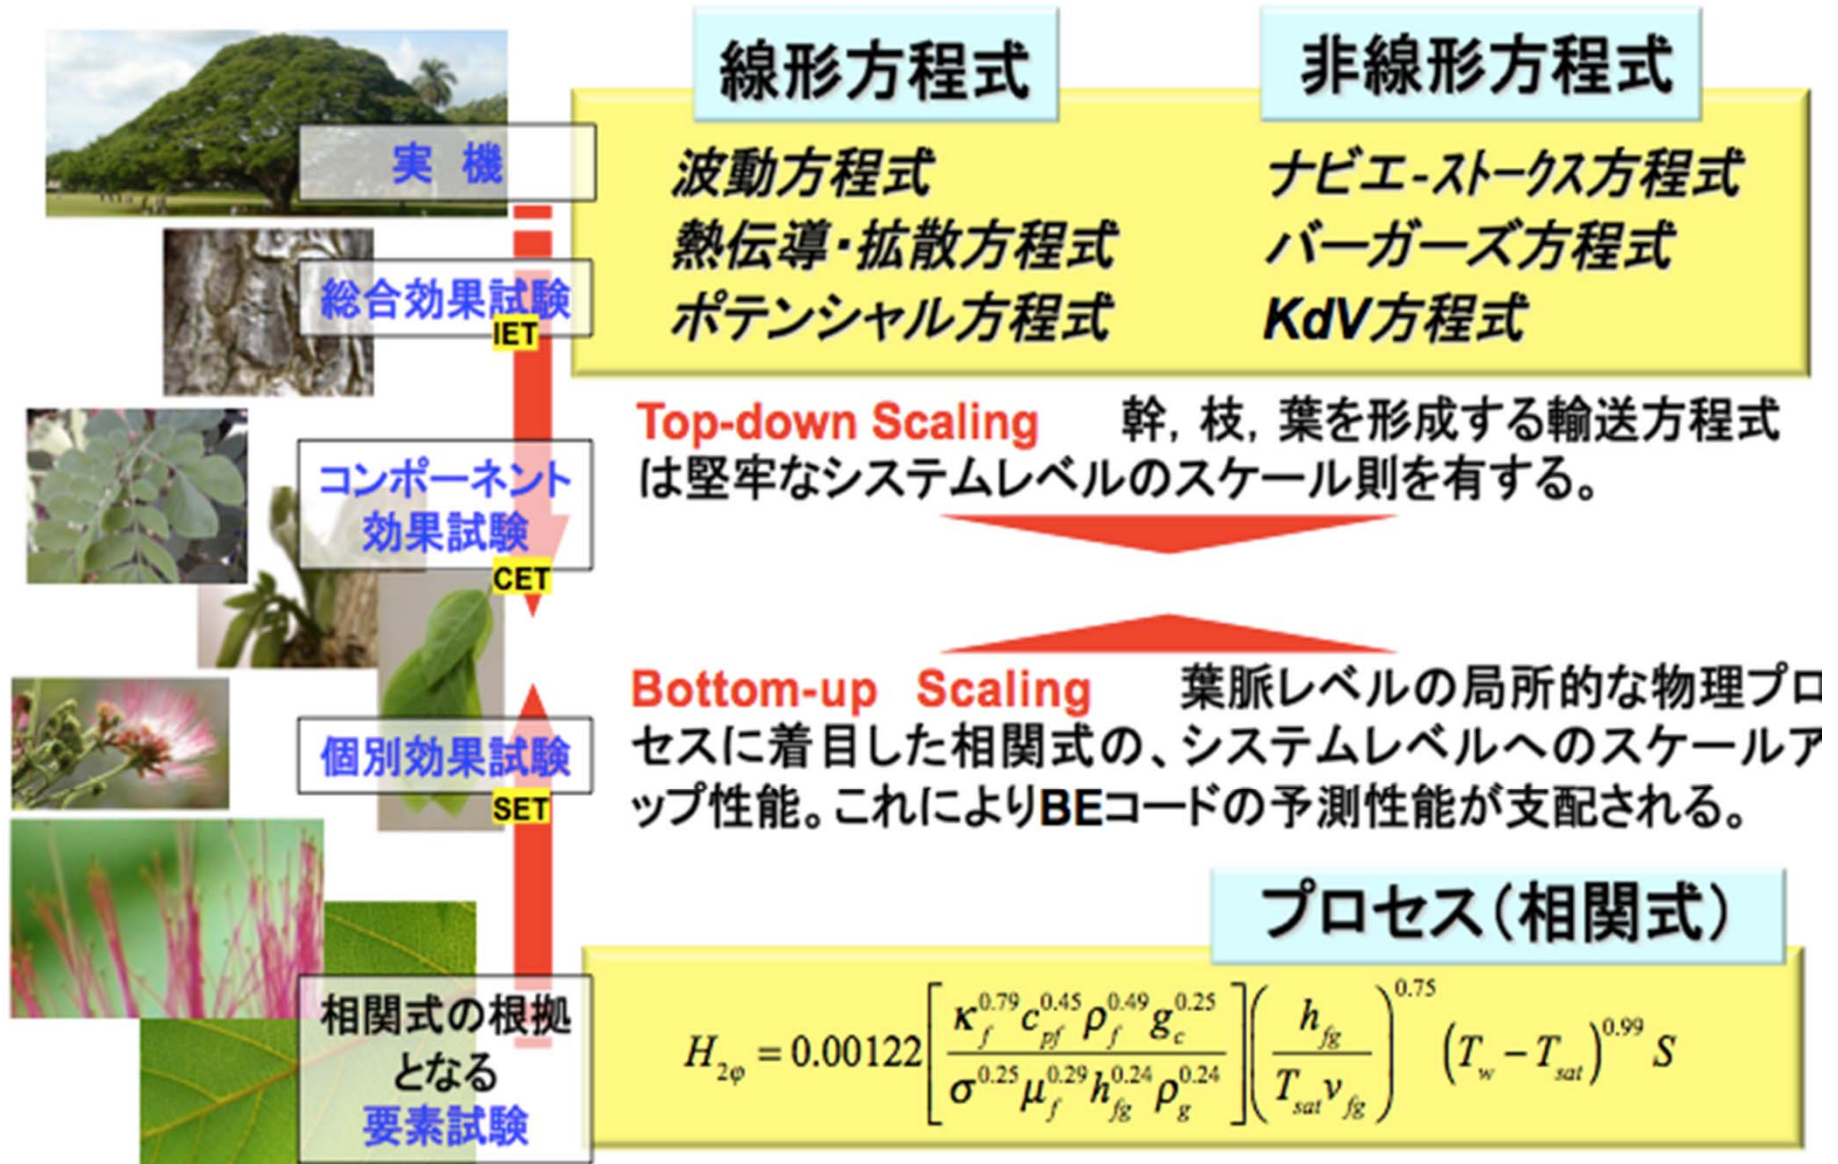 線形方程式
非線形方程式
実 機
波動方程式
ナビエ-ストークス方程式
熱伝導・拡散方程式
バーガーズ方程式
総合効果試験
IET
ポテンシャル方程式
KdV方程式
Top-down Scaling 幹，枝，葉を形成する輸送方程式
は堅牢なシステムレベルのスケール則を有する。
コンポーネント
効果試験
CET
Bottom-up Scaling 葉脈レベルの局所的な物理プロ
セスに着目した相関式の、システムレベルへのスケールア
ップ性能。これによりBEコードの予測性能が支配される。
個別効果試験
SET
プロセス（相関式）
相関式の根拠
となる
要素試験
H_{2φ} = 0.00122 [ κ_f^{0.79} c_{pf}^{0.45} ρ_f^{0.49} g_c^{0.25} / σ^{0.25} μ_f^{0.29} h_{fg}^{0.24} ρ_g^{0.24} ] ( h_{fg} / T_{sat} ν_{fg} )^{0.75} (T_w − T_{sat})^{0.99} S